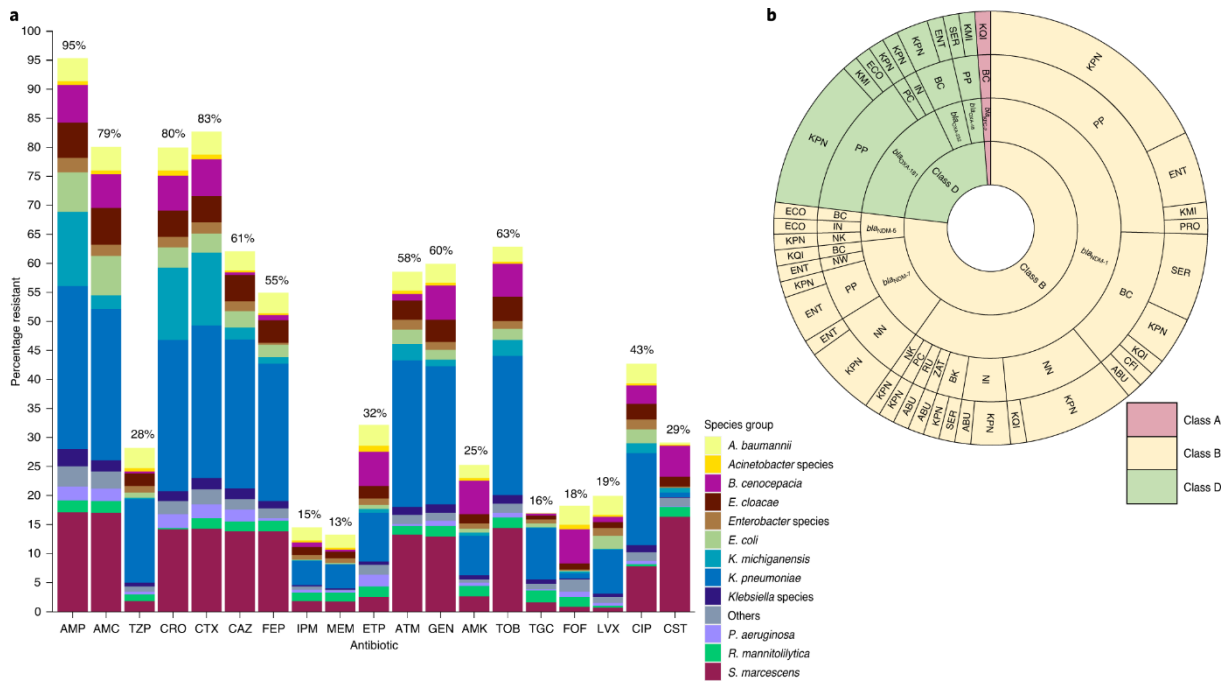 a
95%
79%
28%
80%
83%
61%
55%
15%
13%
32%
58%
60%
25%
63%
16%
18%
19%
43%
29%
100
95
90
85
80
75
70
65
60
55
50
45
40
35
30
25
20
15
10
5
0
Percentage resistant
AMP AMC TZP CRO CTX CAZ FEP IPM MEM ETP ATM GEN AMK TOB TGC FOF LVX CIP CST
Antibiotic
Species group
A. baumannii
Acinetobacter species
B. cenocepacia
E. cloacae
Enterobacter species
E. coli
K. michiganensis
K. pneumoniae
Klebsiella species
Others
P. aeruginosa
R. mannitolilytica
S. marcescens
b
KPN
ENT
KMI
PRO
SER
KPN
KQI
CFI
ABU
KPN
KQI
KPN
ABU
SER
KPN
ABU
ABU
KPN
KPN
KPN
ENT
ENT
KPN
ENT
KQI
KPN
ECO
ECO
KPN
KMI
ECO
KPN
KPN
KPN
ENT
SER
KMI
KQI
PP
BC
NN
IN
BK
ZAT
RU
PC
NK
NN
PP
NW
BC
NK
IN
BC
PP
PC
IN
BC
PP
BC
blaNDM-1
blaNDM-7
blaNDM-6
blaOXA-181
blaOXA-232
blaOXA-48
Class B
Class D
Class A
Class B
Class D